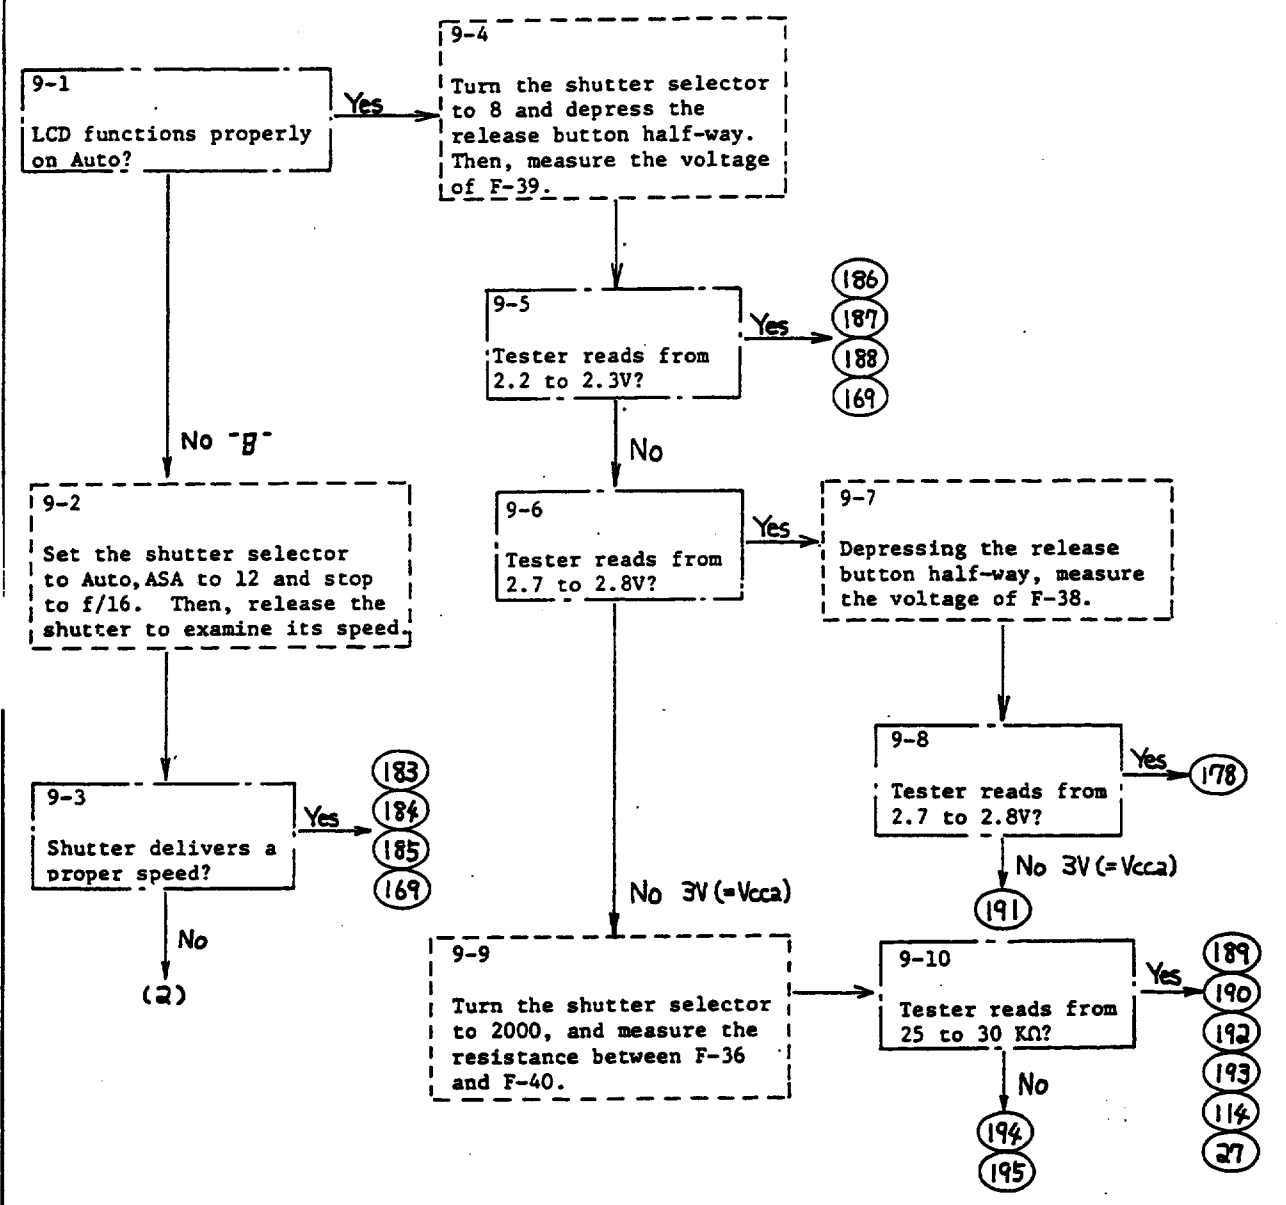 9-1
LCD functions properly
on Auto?
Yes
9-4
Turn the shutter selector
to 8 and depress the
release button half-way.
Then, measure the voltage
of F-39.
9-5
Tester reads from
2.2 to 2.3V?
Yes
186
187
188
169
No
No -8-
9-2
Set the shutter selector
to Auto, ASA to 12 and stop
to f/16. Then, release the
shutter to examine its speed.
9-3
Shutter delivers a
proper speed?
Yes
183
184
185
169
No
(2)
9-6
Tester reads from
2.7 to 2.8V?
Yes
9-7
Depressing the release
button half-way, measure
the voltage of F-38.
9-8
Tester reads from
2.7 to 2.8V?
Yes
178
No 3V (=Vcca)
191
No 3V (=Vcca)
9-9
Turn the shutter selector
to 2000, and measure the
resistance between F-36
and F-40.
9-10
Tester reads from
25 to 30 KΩ?
Yes
189
190
192
193
114
27
No
194
195